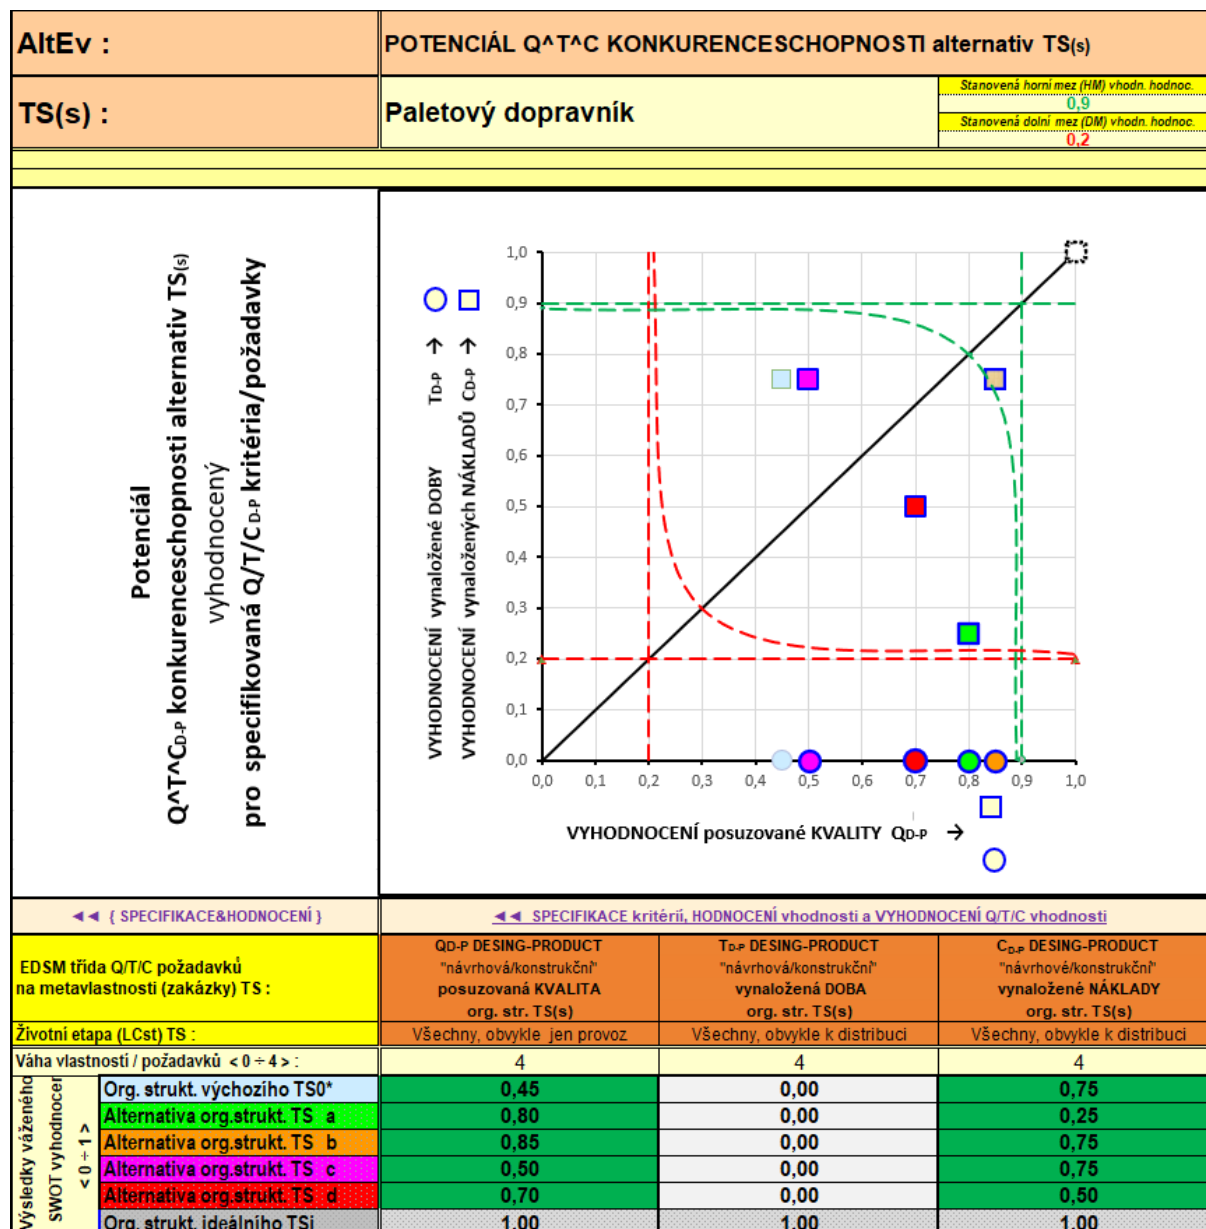 AltEv :
POTENCIÁL Q^T^C KONKURENCESCHOPNOSTI alternativ TS(s)
TS(s) :
Paletový dopravník
Stanovená horní mez (HM) vhodn. hodnoc.
0,9
Stanovená dolní mez (DM) vhodn. hodnoc.
0,2
Potenciál
Q^T^CD-P konkurenceschopnosti alternativ TS(s)
vyhodnocený
pro specifikovaná Q/T/C D-P kritéria/požadavky
VYHODNOCENÍ vynaložené DOBY TD-P →
VYHODNOCENÍ vynaložených NÁKLADŮ CD-P →
1,0
0,9
0,8
0,7
0,6
0,5
0,4
0,3
0,2
0,1
0,0
0,0 0,1 0,2 0,3 0,4 0,5 0,6 0,7 0,8 0,9 1,0
VYHODNOCENÍ posuzované KVALITY QD-P →
◄◄ { SPECIFIKACE&HODNOCENÍ }
◄◄ SPECIFIKACE kritérií, HODNOCENÍ vhodnosti a VYHODNOCENÍ Q/T/C vhodnosti
EDSM třída Q/T/C požadavků
na metavlastnosti (zakázky) TS :
QD-P DESING-PRODUCT
"návrhová/konstrukční"
posuzovaná KVALITA
org. str. TS(s)
TD-P DESING-PRODUCT
"návrhová/konstrukční"
vynaložená DOBA
org. str. TS(s)
CD-P DESING-PRODUCT
"návrhové/konstrukční"
vynaložené NÁKLADY
org. str. TS(s)
Životní etapa (LCst) TS :
Všechny, obvykle jen provoz
Všechny, obvykle k distribuci
Všechny, obvykle k distribuci
Váha vlastností / požadavků < 0 ÷ 4 > :
4 4 4
Výsledky váženého
SWOT vyhodnocer
< 0 ÷ 1 >
Org. strukt. výchozího TS0* 0,45 0,00 0,75
Alternativa org.strukt. TS a 0,80 0,00 0,25
Alternativa org.strukt. TS b 0,85 0,00 0,75
Alternativa org.strukt. TS c 0,50 0,00 0,75
Alternativa org.strukt. TS d 0,70 0,00 0,50
Org. strukt. ideálního TSi 1,00 1,00 1,00